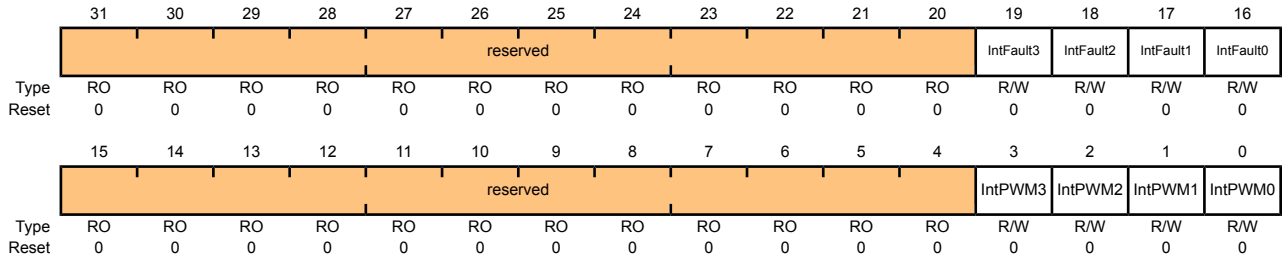 31 30 29 28 27 26 25 24 23 22 21 20 19 18 17 16
reserved IntFault3 IntFault2 IntFault1 IntFault0
Type RO RO RO RO RO RO RO RO RO RO RO RO R/W R/W R/W R/W
Reset 0 0 0 0 0 0 0 0 0 0 0 0 0 0 0 0
15 14 13 12 11 10 9 8 7 6 5 4 3 2 1 0
reserved IntPWM3 IntPWM2 IntPWM1 IntPWM0
Type RO RO RO RO RO RO RO RO RO RO RO RO R/W R/W R/W R/W
Reset 0 0 0 0 0 0 0 0 0 0 0 0 0 0 0 0